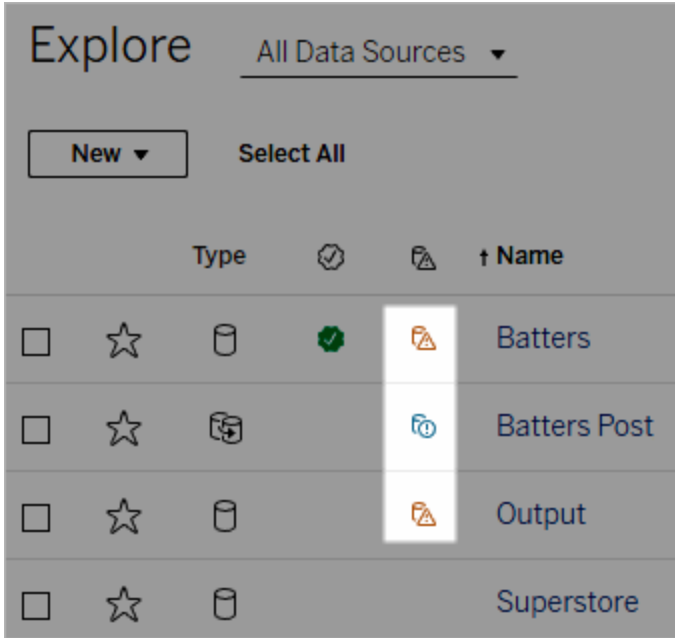 Explore All Data Sources
New Select All
Type Name
Batters
Batters Post
Output
Superstore